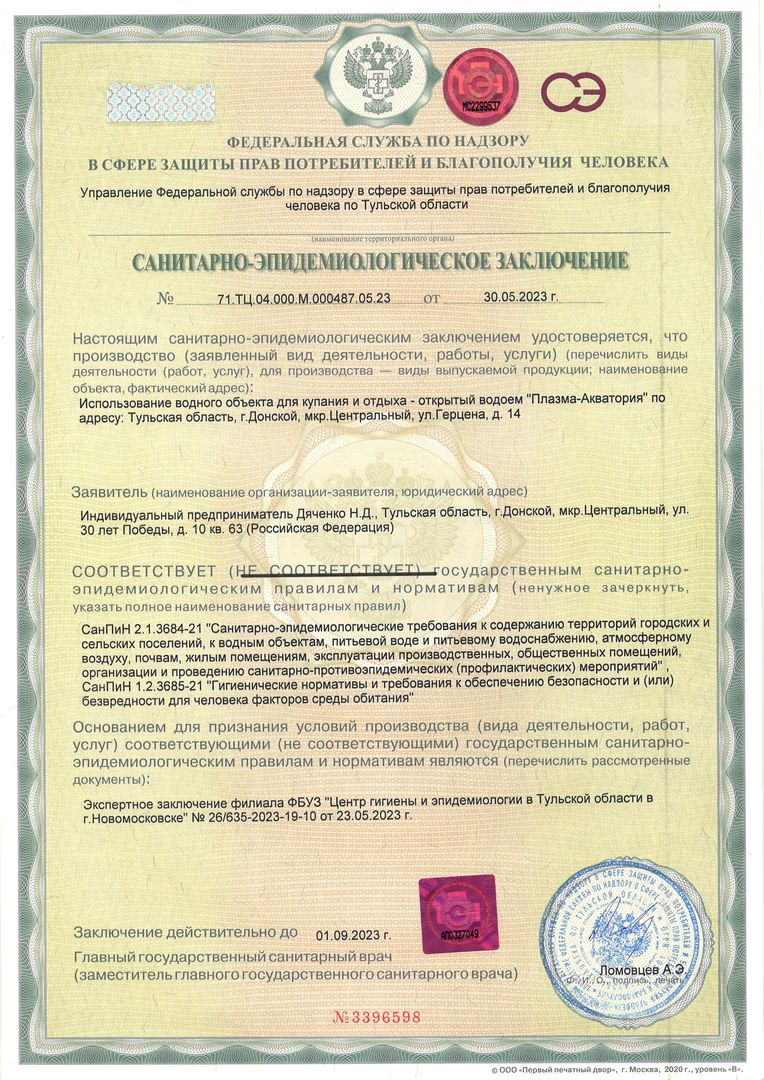 МС2299537
СЭ
ФЕДЕРАЛЬНАЯ СЛУЖБА ПО НАДЗОРУ
В СФЕРЕ ЗАЩИТЫ ПРАВ ПОТРЕБИТЕЛЕЙ И БЛАГОПОЛУЧИЯ ЧЕЛОВЕКА
Управление Федеральной службы по надзору в сфере защиты прав потребителей и благополучия
человека по Тульской области
(наименование территориального органа)
САНИТАРНО-ЭПИДЕМИОЛОГИЧЕСКОЕ ЗАКЛЮЧЕНИЕ
№ 71.ТЦ.04.000.М.000487.05.23 от 30.05.2023 г.
Настоящим санитарно-эпидемиологическим заключением удостоверяется, что
производство (заявленный вид деятельности, работы, услуги) (перечислить виды
деятельности (работ, услуг), для производства — виды выпускаемой продукции; наименование
объекта, фактический адрес):
Использование водного объекта для купания и отдыха - открытый водоем "Плазма-Акватория" по
адресу: Тульская область, г.Донской, мкр.Центральный, ул.Герцена, д. 14
Заявитель (наименование организации-заявителя, юридический адрес)
Индивидуальный предприниматель Дяченко Н.Д., Тульская область, г.Донской, мкр.Центральный, ул.
30 лет Победы, д. 10 кв. 63 (Российская Федерация)
СООТВЕТСТВУЕТ (НЕ СООТВЕТСТВУЕТ) государственным санитарно-
эпидемиологическим правилам и нормативам (ненужное зачеркнуть,
указать полное наименование санитарных правил)
СанПиН 2.1.3684-21 "Санитарно-эпидемиологические требования к содержанию территорий городских и
сельских поселений, к водным объектам, питьевой воде и питьевому водоснабжению, атмосферному
воздуху, почвам, жилым помещениям, эксплуатации производственных, общественных помещений,
организации и проведению санитарно-противоэпидемических (профилактических) мероприятий" ,
СанПиН 1.2.3685-21 "Гигиенические нормативы и требования к обеспечению безопасности и (или)
безвредности для человека факторов среды обитания"
Основанием для признания условий производства (вида деятельности, работ,
услуг) соответствующими (не соответствующими) государственным санитарно-
эпидемиологическим правилам и нормативам являются (перечислить рассмотренные
документы):
Экспертное заключение филиала ФБУЗ "Центр гигиены и эпидемиологии в Тульской области в
г.Новомосковске" № 26/635-2023-19-10 от 23.05.2023 г.
АП0327049
Заключение действительно до 01.09.2023 г.
Главный государственный санитарный врач
(заместитель главного государственного санитарного врача)
Ломовцев А.Э.
Ф., И., О., подпись, печать
№3396598
© ООО «Первый печатный двор», г. Москва, 2020 г., уровень «В».